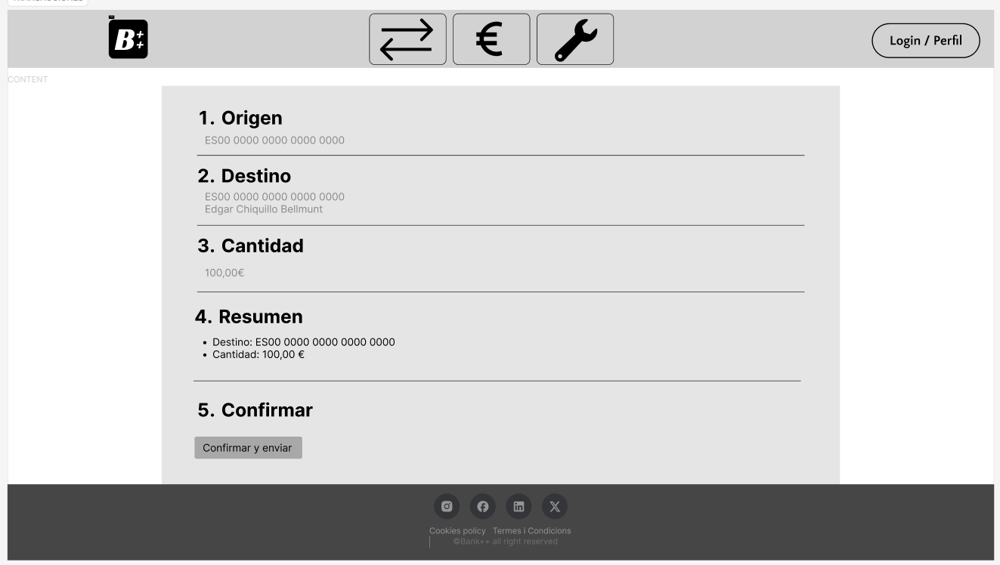 TRANSACCIONES
B++
Login / Perfil
CONTENT
1. Origen
ES00 0000 0000 0000 0000
2. Destino
ES00 0000 0000 0000 0000
Edgar Chiquillo Bellmunt
3. Cantidad
100,00€
4. Resumen
• Destino: ES00 0000 0000 0000 0000
• Cantidad: 100,00 €
5. Confirmar
Confirmar y enviar
Cookies policy Termes i Condicions
©Bank++ all right reserved